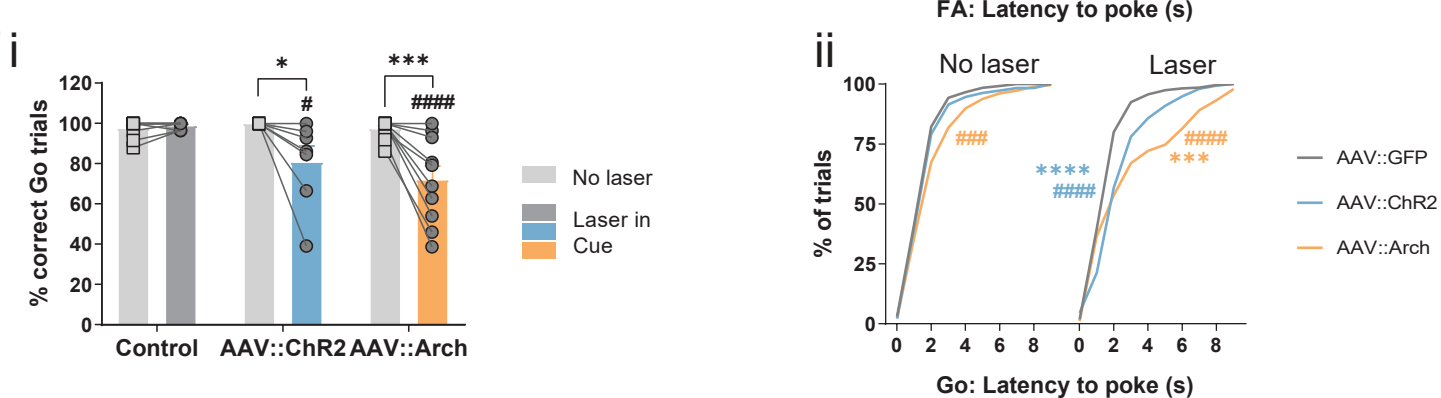 FA: Latency to poke (s)
i
% correct Go trials
120
100
80
60
40
20
0
*
#
***
####
Control
AAV::ChR2
AAV::Arch
No laser
Laser in
Cue
ii
No laser
Laser
% of trials
100
75
50
25
0
###
****
####
####
***
0 2 4 6 8
0 2 4 6 8
Go: Latency to poke (s)
AAV::GFP
AAV::ChR2
AAV::Arch